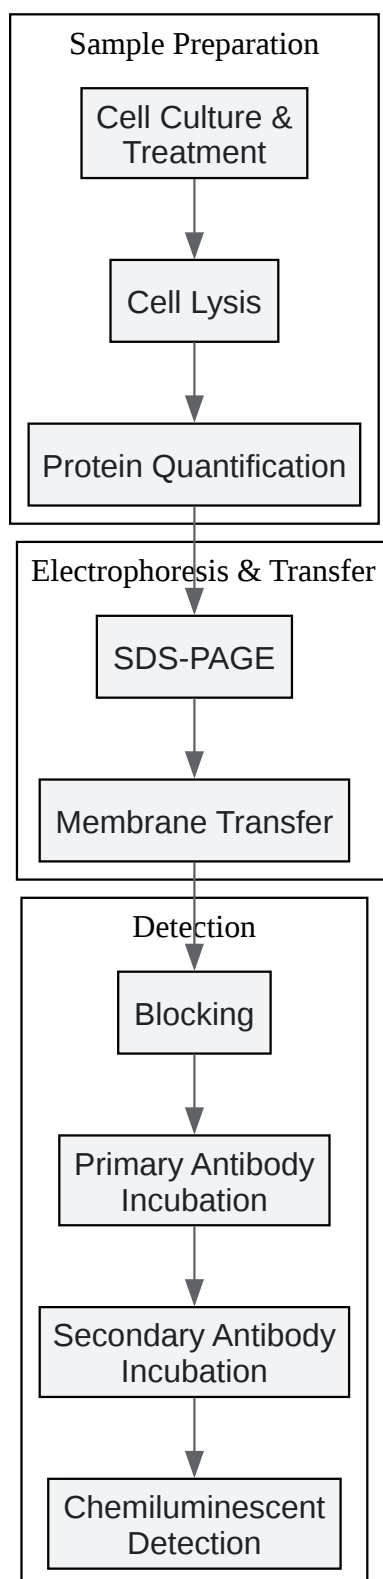 Sample Preparation
Cell Culture &
Treatment
Cell Lysis
Protein Quantification
Electrophoresis & Transfer
SDS-PAGE
Membrane Transfer
Detection
Blocking
Primary Antibody
Incubation
Secondary Antibody
Incubation
Chemiluminescent
Detection